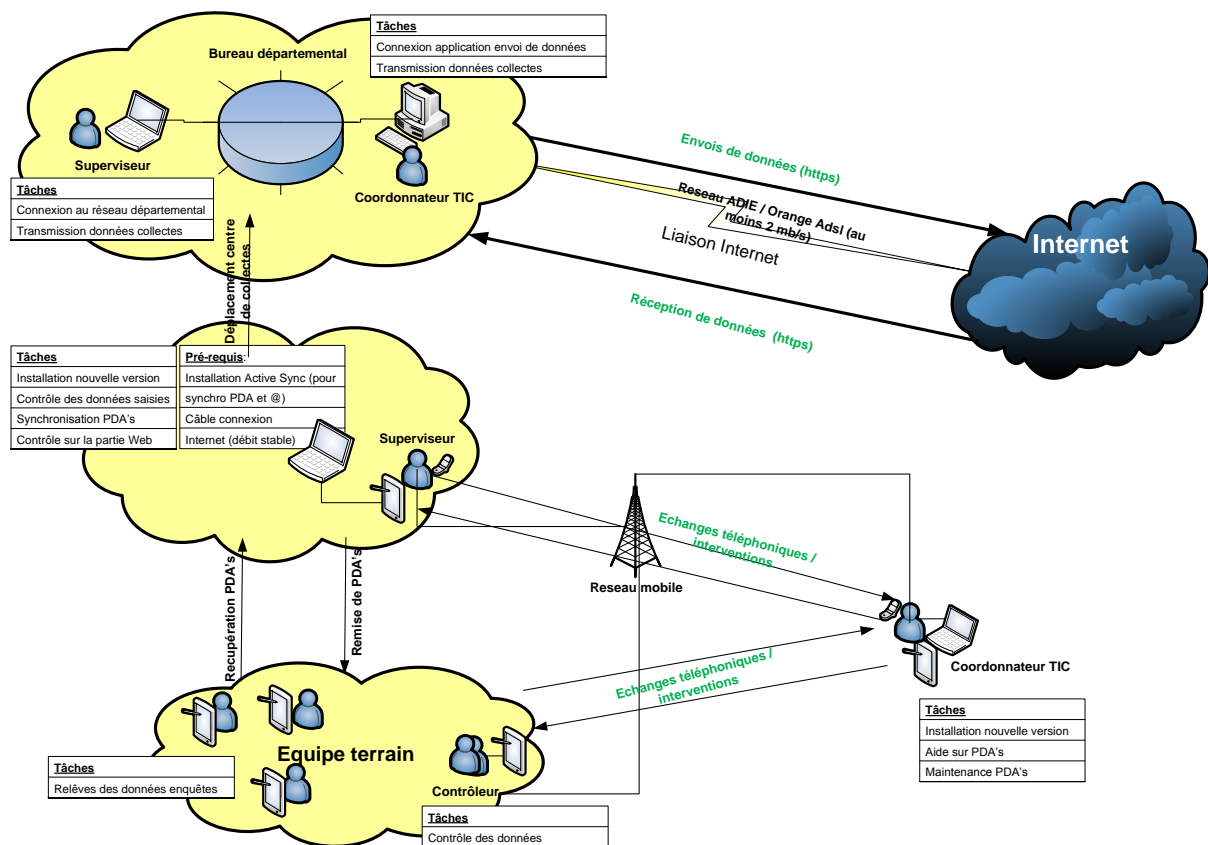 Tâches
Connexion application envoi de données
Transmission données collectes
Bureau départemental
Superviseur
Coordonnateur TIC
Tâches
Connexion au réseau départemental
Transmission données collectes
Envois de données (https)
Reseau ADIE / Orange Adsl (au
moins 2 mb/s)
Liaison Internet
Internet
Réception de données (https)
Déplacement centre
de collectes
Tâches
Installation nouvelle version
Contrôle des données saisies
Synchronisation PDA's
Contrôle sur la partie Web
Pré-requis:
Installation Active Sync (pour
synchro PDA et @)
Câble connexion
Internet (débit stable)
Superviseur
Echanges téléphoniques /
interventions
Reseau mobile
Recupération PDA's
Remise de PDA's
Coordonnateur TIC
Echanges téléphoniques /
interventions
Tâches
Installation nouvelle version
Aide sur PDA's
Maintenance PDA's
Equipe terrain
Tâches
Relêves des données enquêtes
Contrôleur
Tâches
Contrôle des données